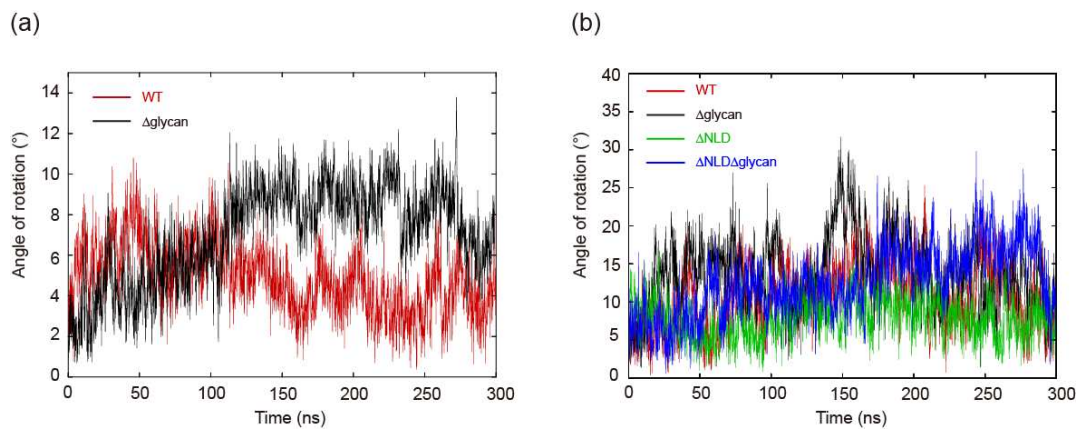 (a)
Angle of rotation (°)
14
12
10
8
6
4
2
0
WT
Δglycan
0 50 100 150 200 250 300
Time (ns)
(b)
Angle of rotation (°)
40
35
30
25
20
15
10
5
0
WT
Δglycan
ΔNLD
ΔNLDΔglycan
0 50 100 150 200 250 300
Time (ns)